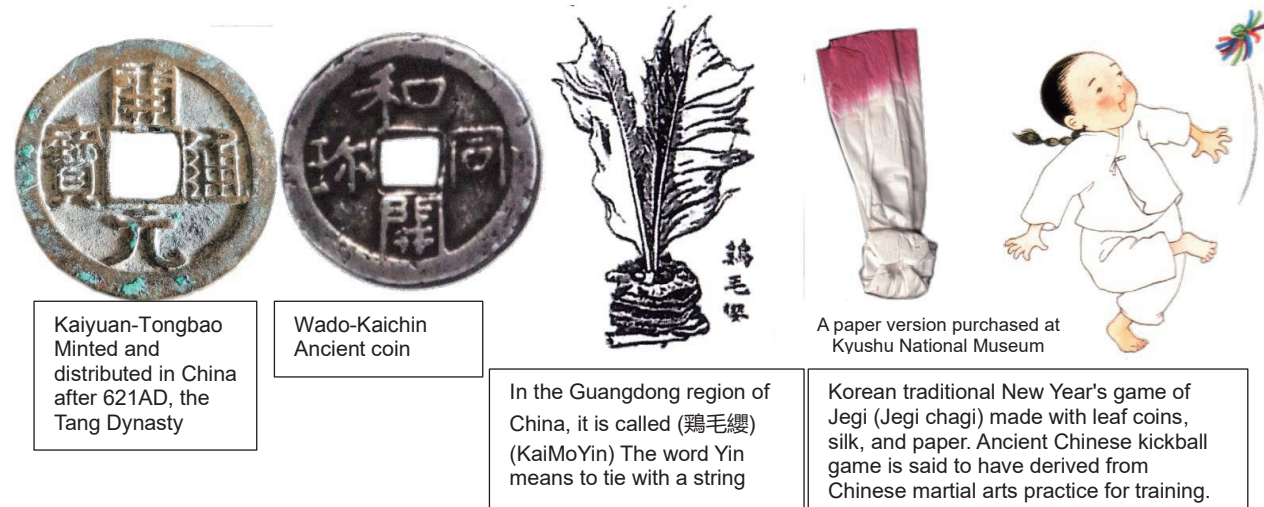 開元通寶
和同開珎
鶏毛纓
Kaiyuan-Tongbao
Minted and
distributed in China
after 621AD, the
Tang Dynasty
Wado-Kaichin
Ancient coin
In the Guangdong region of
China, it is called (鶏毛纓)
(KaiMoYin) The word Yin
means to tie with a string
A paper version purchased at
Kyushu National Museum
Korean traditional New Year's game of
Jegi (Jegi chagi) made with leaf coins,
silk, and paper. Ancient Chinese kickball
game is said to have derived from
Chinese martial arts practice for training.